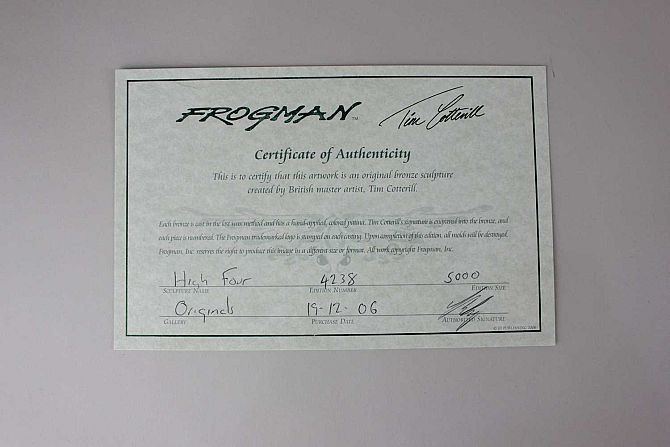 FROGMAN™ Tim Cotterill
Certificate of Authenticity
This is to certify that this artwork is an original bronze sculpture
created by British master artist, Tim Cotterill.
Each bronze is cast in the lost wax method and has a hand-applied, colored patina. Tim Cotterill's signature is engraved into the bronze, and
each piece is numbered. The Frogman trademarked logo is stamped on each casting. Upon completion of this edition, all molds will be destroyed.
Frogman, Inc. reserves the right to product this image in a different size or format. All work copyright Frogman, Inc.
High Four 4238 5000
SCULPTURE NAME EDITION NUMBER EDITION SIZE
Originals 19-12-06
GALLERY PURCHASE DATE AUTHORIZED SIGNATURE